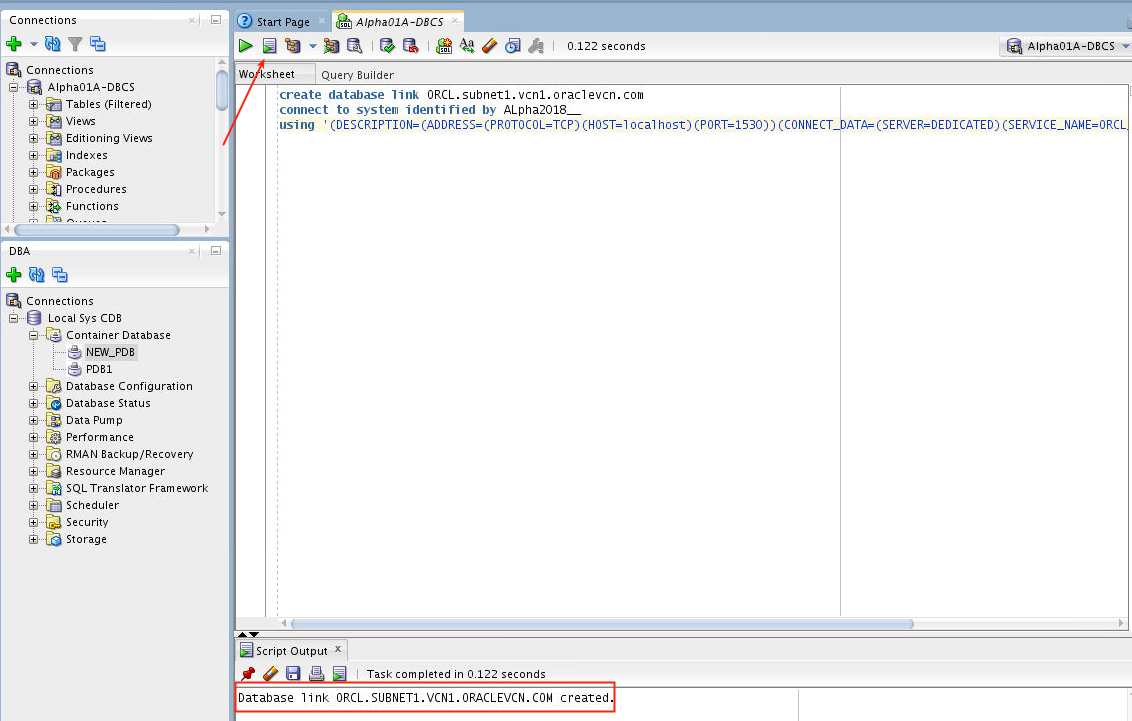 Connections
Connections
Alpha01A-DBCS
Tables (Filtered)
Views
Editioning Views
Indexes
Packages
Procedures
Functions
Queues
DBA
Connections
Local Sys CDB
Container Database
NEW_PDB
PDB1
Database Configuration
Database Status
Data Pump
Performance
RMAN Backup/Recovery
Resource Manager
SQL Translator Framework
Scheduler
Security
Storage
Start Page
Alpha01A-DBCS
0.122 seconds
Alpha01A-DBCS
Worksheet
Query Builder
create database link ORCL.subnet1.vcn1.oraclevcn.com
connect to system identified by ALpha2018__
using '(DESCRIPTION=(ADDRESS=(PROTOCOL=TCP)(HOST=localhost)(PORT=1530))(CONNECT_DATA=(SERVER=DEDICATED)(SERVICE_NAME=ORCL_
Script Output
Task completed in 0.122 seconds
Database link ORCL.SUBNET1.VCN1.ORACLEVCN.COM created.